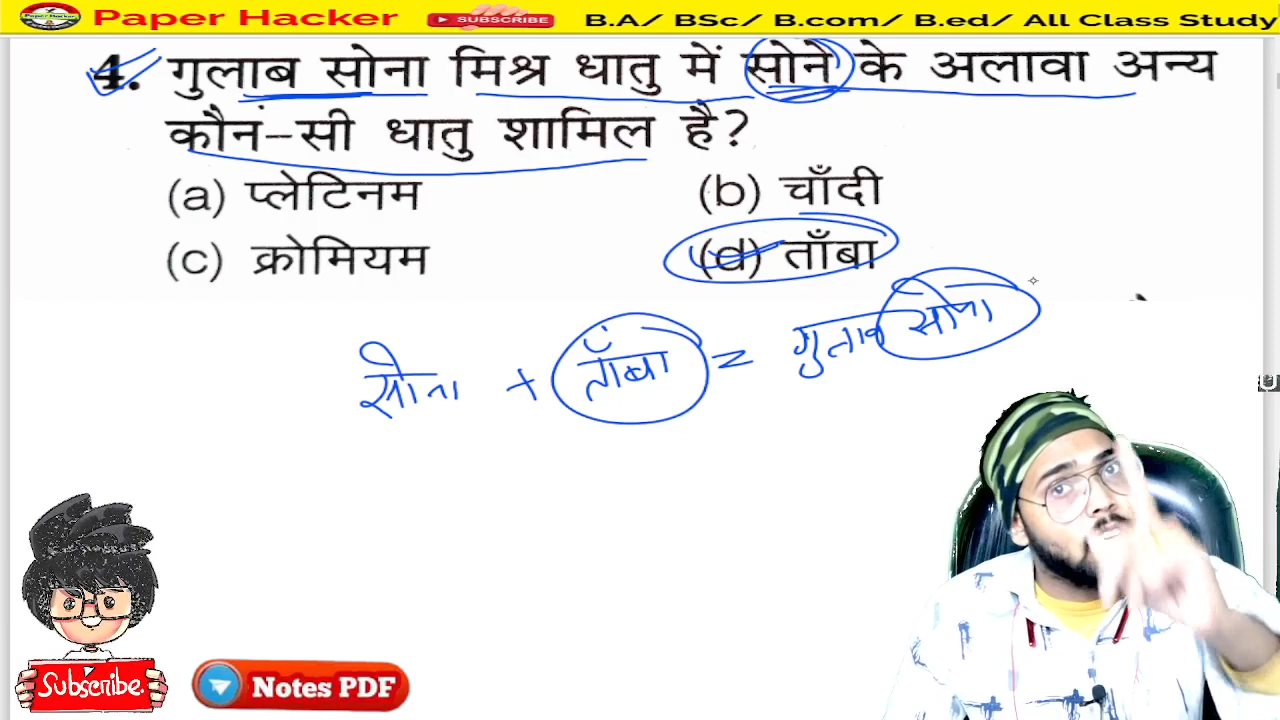 Paper Hacker
SUBSCRIBE
B.A/ BSc/ B.com/ B.ed/ All Class Study
4. गुलाब सोना मिश्र धातु में सोने के अलावा अन्य
कौन-सी धातु शामिल है?
(a) प्लेटिनम (b) चाँदी
(c) क्रोमियम (d) ताँबा
सोना + ताँबा = गुलाब सोना
Subscribe.
Notes PDF